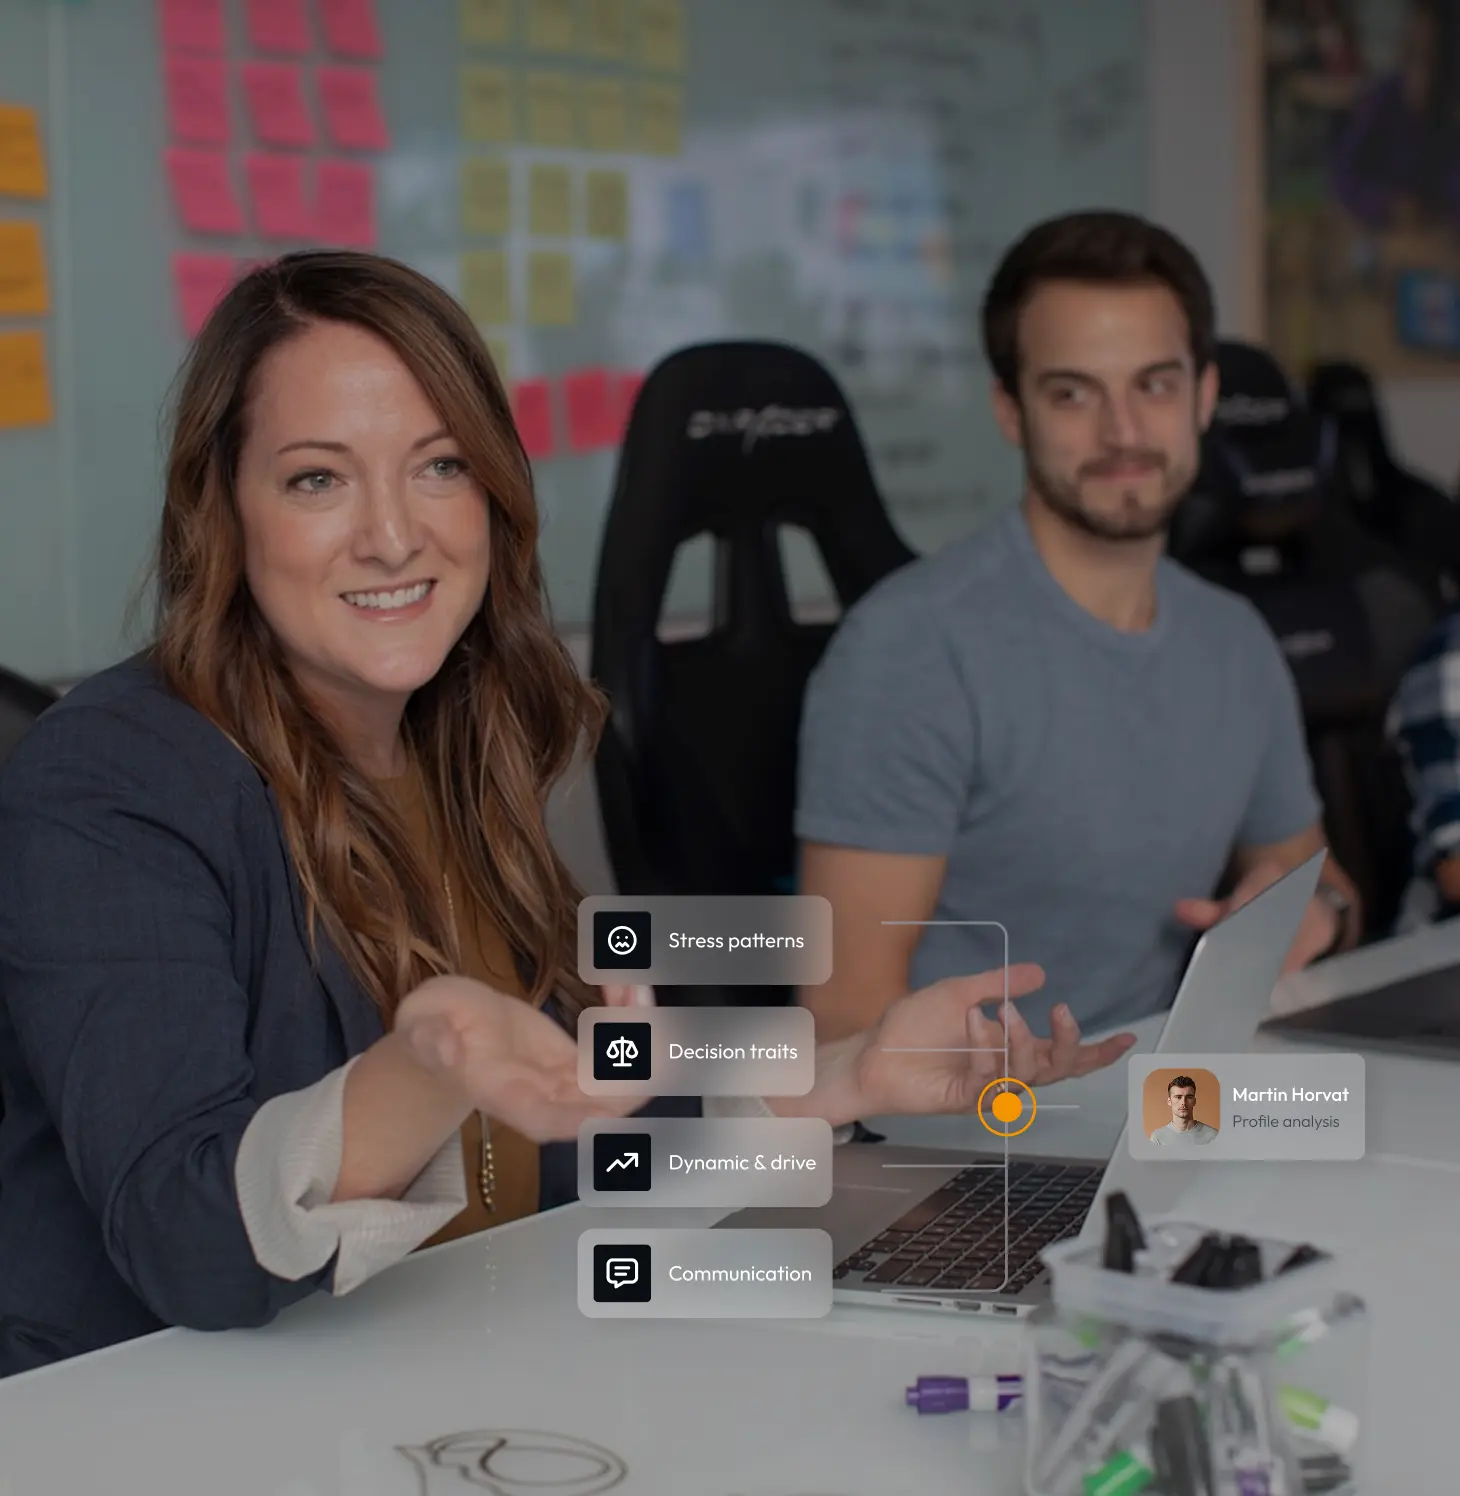 Stress patterns
Decision traits
Dynamic & drive
Communication
Martin Horvat
Profile analysis